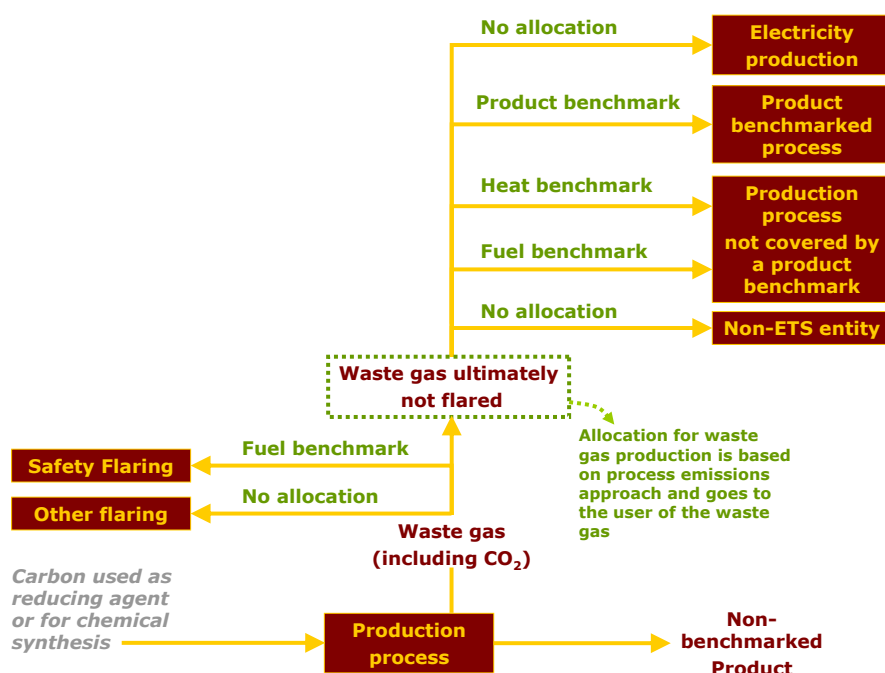 No allocation
Electricity
production
Product benchmark
Product
benchmarked
process
Heat benchmark
Production
process
not covered by
a product
benchmark
Fuel benchmark
No allocation
Non-ETS entity
Waste gas ultimately
not flared
Allocation for waste
gas production is based
on process emissions
approach and goes to
the user of the waste
gas
Fuel benchmark
Safety Flaring
No allocation
Other flaring
Waste gas
(including CO₂)
Carbon used as
reducing agent
or for chemical
synthesis
Production
process
Non-
benchmarked
Product